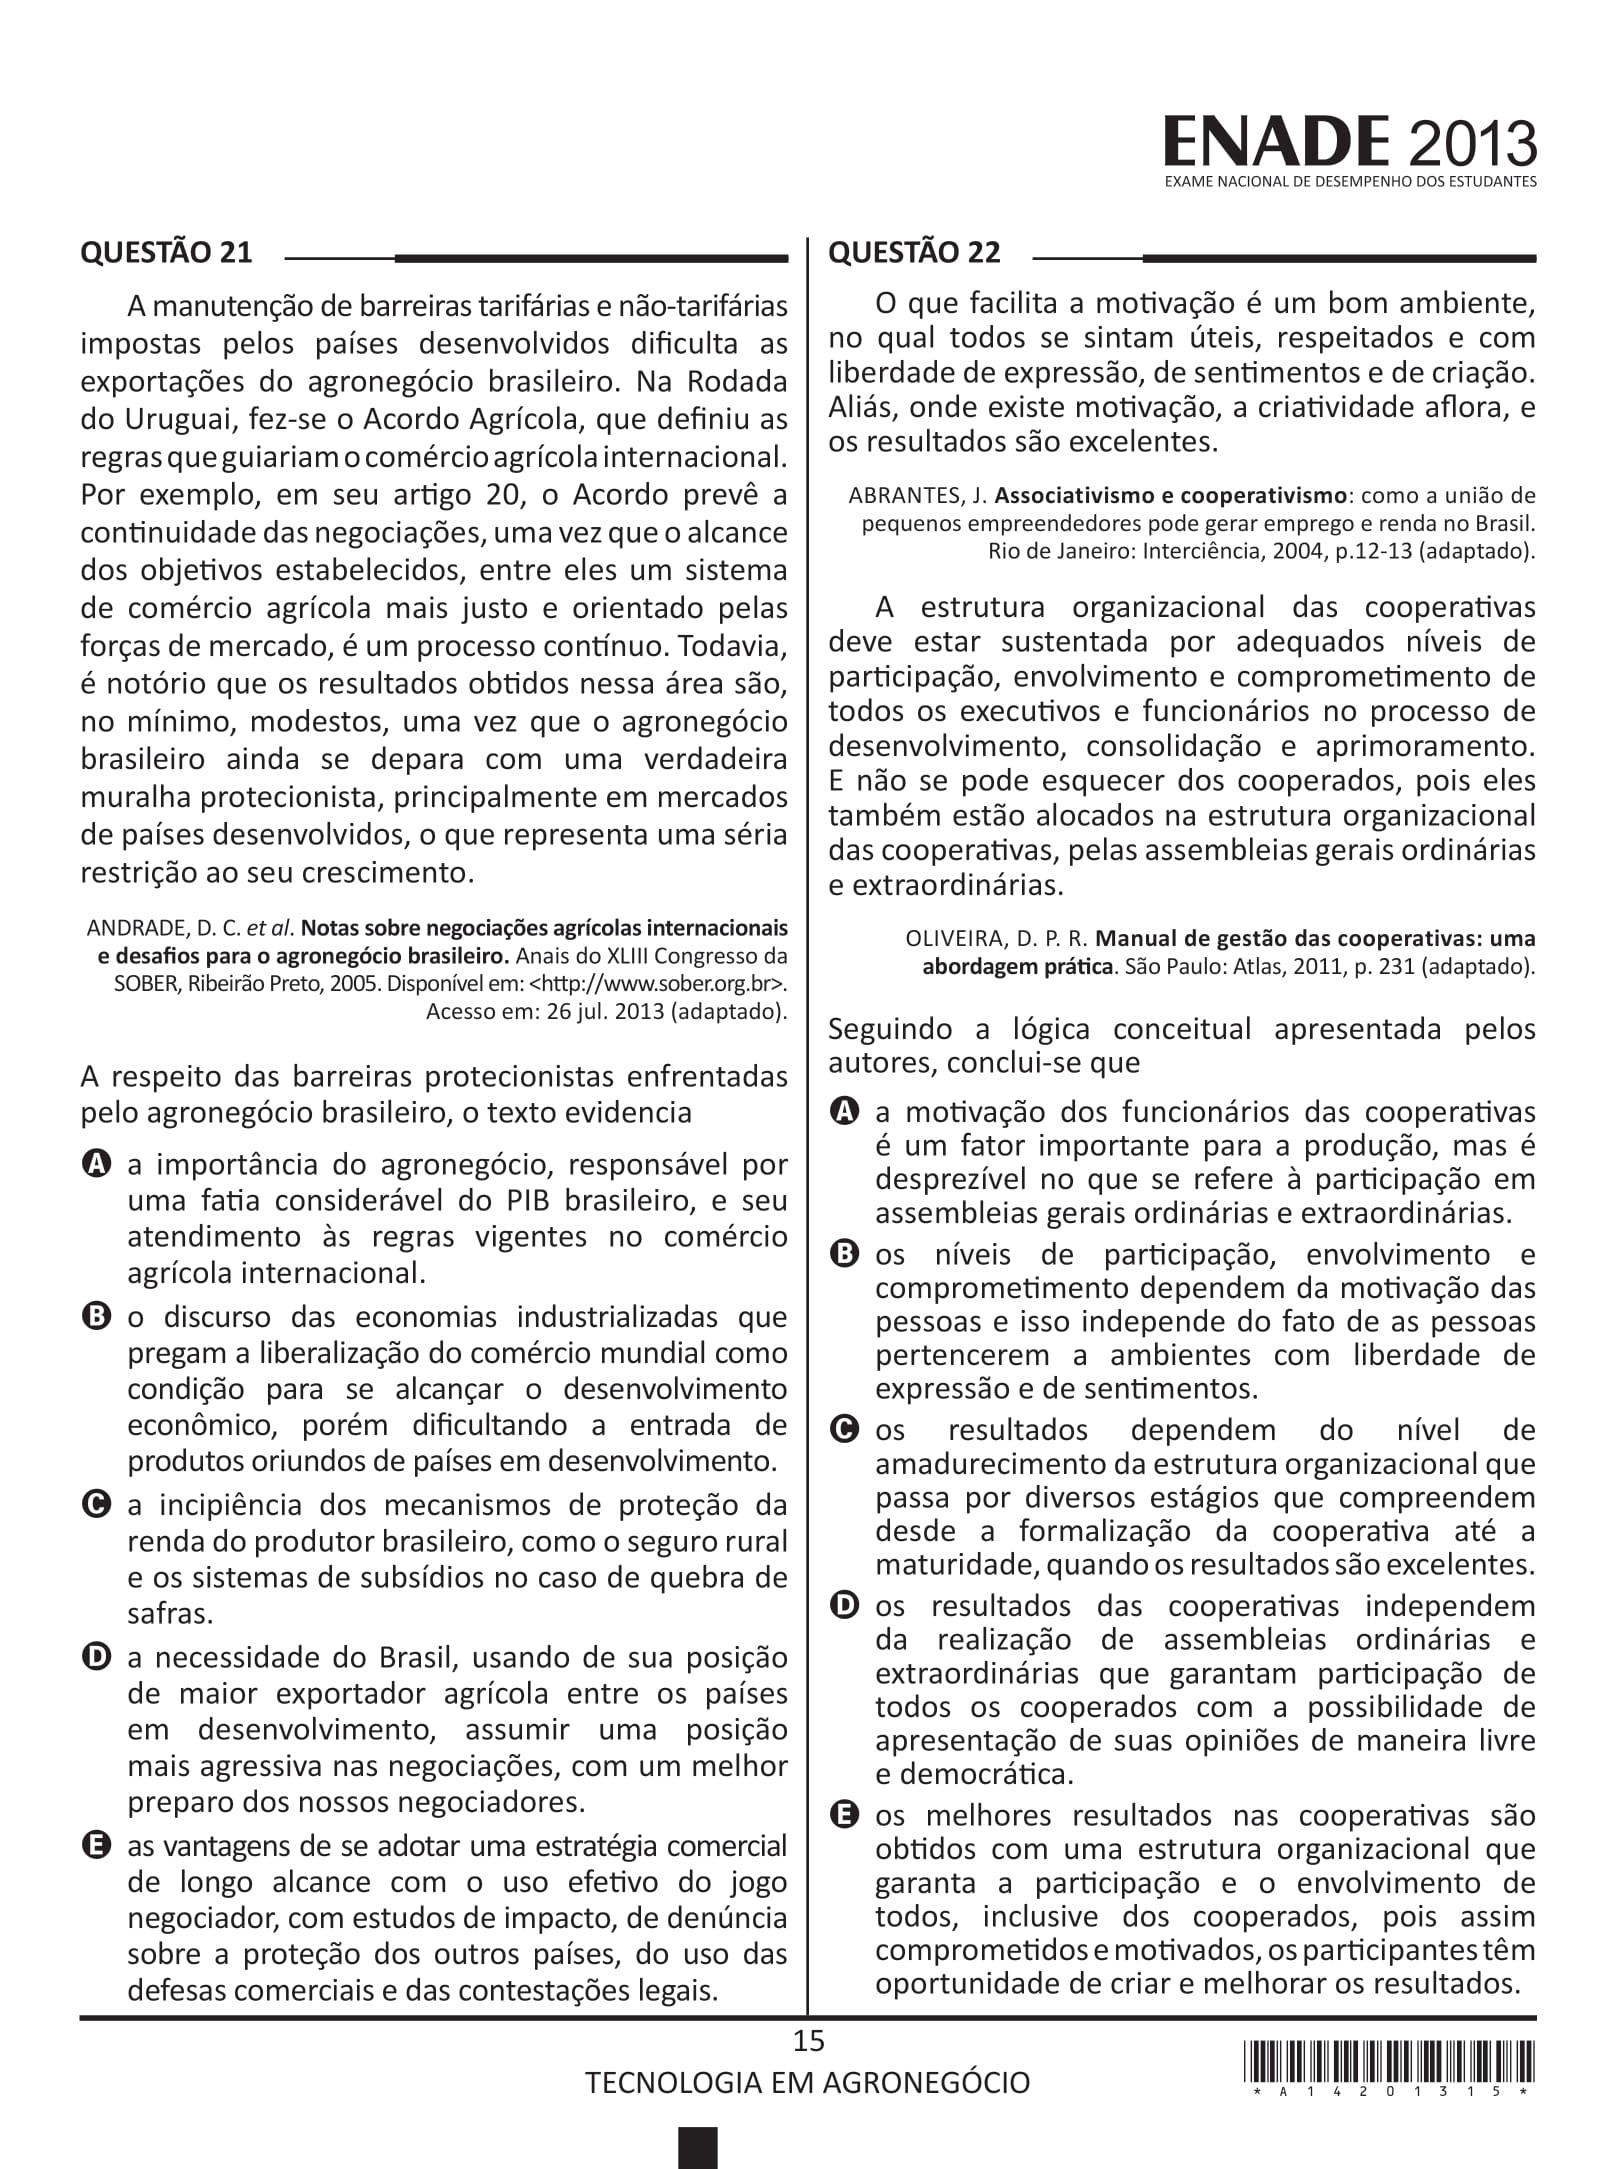 ENADE 2013
EXAME NACIONAL DE DESEMPENHO DOS ESTUDANTES
QUESTÃO 21
A manutenção de barreiras tarifárias e não-tarifárias
impostas pelos países desenvolvidos dificulta as
exportações do agronegócio brasileiro. Na Rodada
do Uruguai, fez-se o Acordo Agrícola, que definiu as
regras que guiariam o comércio agrícola internacional.
Por exemplo, em seu artigo 20, o Acordo prevê a
continuidade das negociações, uma vez que o alcance
dos objetivos estabelecidos, entre eles um sistema
de comércio agrícola mais justo e orientado pelas
forças de mercado, é um processo contínuo. Todavia,
é notório que os resultados obtidos nessa área são,
no mínimo, modestos, uma vez que o agronegócio
brasileiro ainda se depara com uma verdadeira
muralha protecionista, principalmente em mercados
de países desenvolvidos, o que representa uma séria
restrição ao seu crescimento.
ANDRADE, D. C. et al. Notas sobre negociações agrícolas internacionais
e desafios para o agronegócio brasileiro. Anais do XLIII Congresso da
SOBER, Ribeirão Preto, 2005. Disponível em: <http://www.sober.org.br>.
Acesso em: 26 jul. 2013 (adaptado).
A respeito das barreiras protecionistas enfrentadas
pelo agronegócio brasileiro, o texto evidencia
A a importância do agronegócio, responsável por
uma fatia considerável do PIB brasileiro, e seu
atendimento às regras vigentes no comércio
agrícola internacional.
B o discurso das economias industrializadas que
pregam a liberalização do comércio mundial como
condição para se alcançar o desenvolvimento
econômico, porém dificultando a entrada de
produtos oriundos de países em desenvolvimento.
C a incipiência dos mecanismos de proteção da
renda do produtor brasileiro, como o seguro rural
e os sistemas de subsídios no caso de quebra de
safras.
D a necessidade do Brasil, usando de sua posição
de maior exportador agrícola entre os países
em desenvolvimento, assumir uma posição
mais agressiva nas negociações, com um melhor
preparo dos nossos negociadores.
E as vantagens de se adotar uma estratégia comercial
de longo alcance com o uso efetivo do jogo
negociador, com estudos de impacto, de denúncia
sobre a proteção dos outros países, do uso das
defesas comerciais e das contestações legais.
QUESTÃO 22
O que facilita a motivação é um bom ambiente,
no qual todos se sintam úteis, respeitados e com
liberdade de expressão, de sentimentos e de criação.
Aliás, onde existe motivação, a criatividade aflora, e
os resultados são excelentes.
ABRANTES, J. Associativismo e cooperativismo: como a união de
pequenos empreendedores pode gerar emprego e renda no Brasil.
Rio de Janeiro: Interciência, 2004, p.12-13 (adaptado).
A estrutura organizacional das cooperativas
deve estar sustentada por adequados níveis de
participação, envolvimento e comprometimento de
todos os executivos e funcionários no processo de
desenvolvimento, consolidação e aprimoramento.
E não se pode esquecer dos cooperados, pois eles
também estão alocados na estrutura organizacional
das cooperativas, pelas assembleias gerais ordinárias
e extraordinárias.
OLIVEIRA, D. P. R. Manual de gestão das cooperativas: uma
abordagem prática. São Paulo: Atlas, 2011, p. 231 (adaptado).
Seguindo a lógica conceitual apresentada pelos
autores, conclui-se que
A a motivação dos funcionários das cooperativas
é um fator importante para a produção, mas é
desprezível no que se refere à participação em
assembleias gerais ordinárias e extraordinárias.
B os níveis de participação, envolvimento e
comprometimento dependem da motivação das
pessoas e isso independe do fato de as pessoas
pertencerem a ambientes com liberdade de
expressão e de sentimentos.
C os resultados dependem do nível de
amadurecimento da estrutura organizacional que
passa por diversos estágios que compreendem
desde a formalização da cooperativa até a
maturidade, quando os resultados são excelentes.
D os resultados das cooperativas independem
da realização de assembleias ordinárias e
extraordinárias que garantam participação de
todos os cooperados com a possibilidade de
apresentação de suas opiniões de maneira livre
e democrática.
E os melhores resultados nas cooperativas são
obtidos com uma estrutura organizacional que
garanta a participação e o envolvimento de
todos, inclusive dos cooperados, pois assim
comprometidos e motivados, os participantes têm
oportunidade de criar e melhorar os resultados.
15
TECNOLOGIA EM AGRONEGÓCIO
*A14201315*